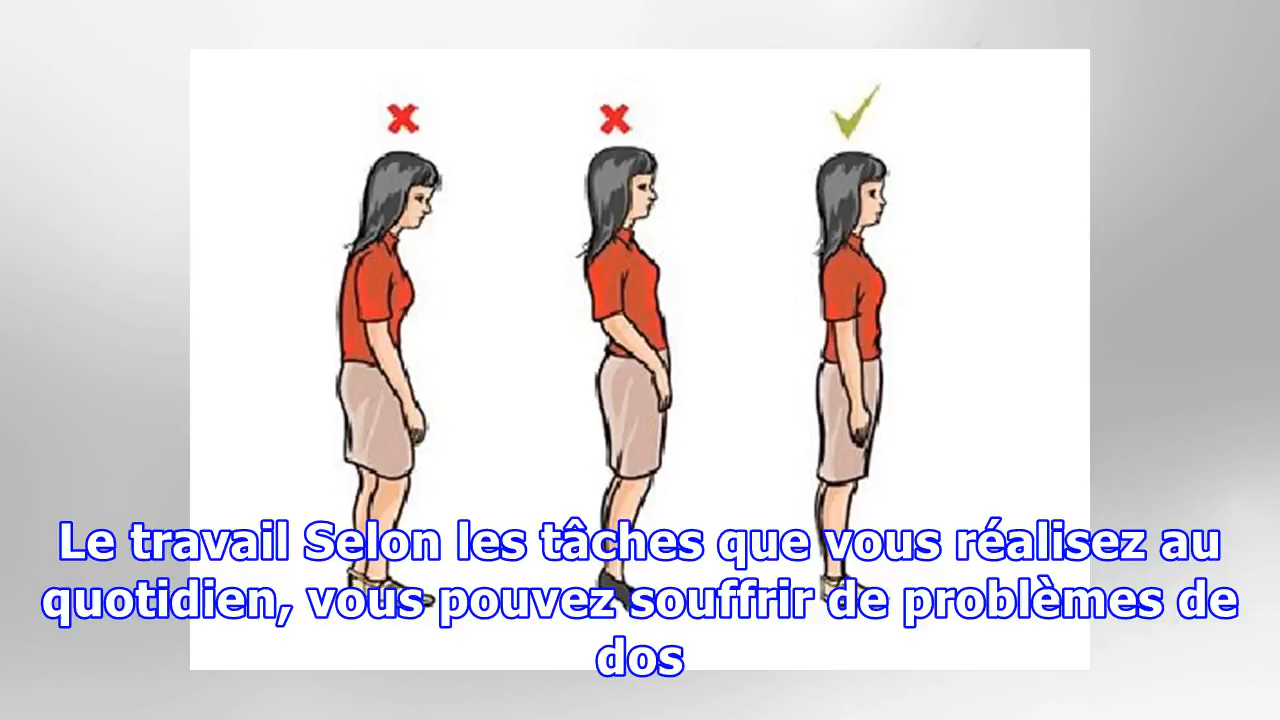 Le travail Selon les tâches que vous réalisez au
quotidien, vous pouvez souffrir de problèmes de
dos